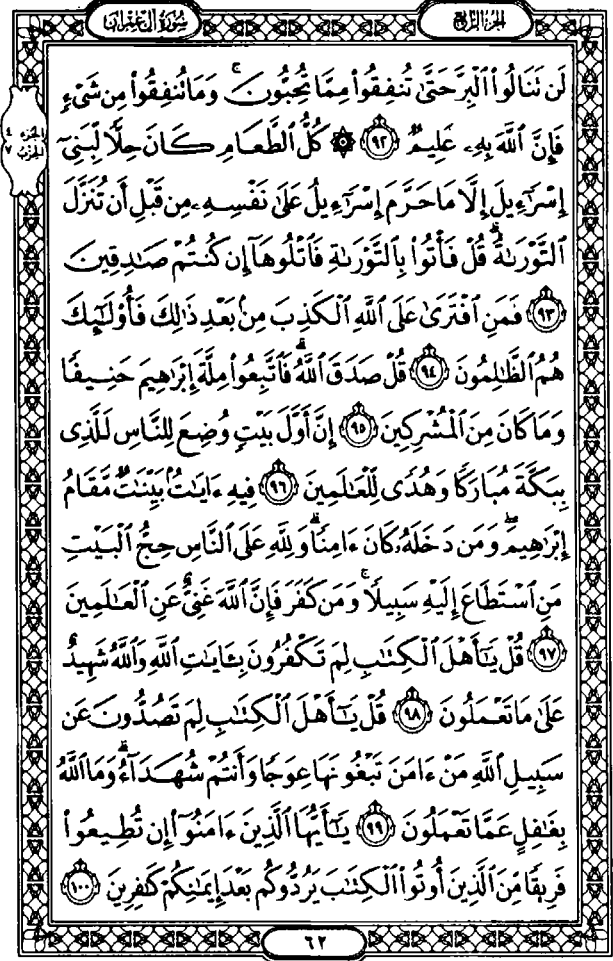 سُورَةُ آلِ عِمْرَان
الجُزْءُ الرَّابِعُ
لَن تَنَالُوا۟ ٱلْبِرَّ حَتَّىٰ تُنفِقُوا۟ مِمَّا تُحِبُّونَ ۚ وَمَا تُنفِقُوا۟ مِن شَىْءٍ
فَإِنَّ ٱللَّهَ بِهِۦ عَلِيمٌ ﴿٩٢﴾ ۞ كُلُّ ٱلطَّعَامِ كَانَ حِلًّا لِّبَنِىٓ
إِسْرَٰٓءِيلَ إِلَّا مَا حَرَّمَ إِسْرَٰٓءِيلُ عَلَىٰ نَفْسِهِۦ مِن قَبْلِ أَن تُنَزَّلَ
ٱلتَّوْرَىٰةُ ۗ قُلْ فَأْتُوا۟ بِٱلتَّوْرَىٰةِ فَٱتْلُوهَآ إِن كُنتُمْ صَٰدِقِينَ
﴿٩٣﴾ فَمَنِ ٱفْتَرَىٰ عَلَى ٱللَّهِ ٱلْكَذِبَ مِنۢ بَعْدِ ذَٰلِكَ فَأُو۟لَٰٓئِكَ
هُمُ ٱلظَّٰلِمُونَ ﴿٩٤﴾ قُلْ صَدَقَ ٱللَّهُ ۗ فَٱتَّبِعُوا۟ مِلَّةَ إِبْرَٰهِيمَ حَنِيفًا
وَمَا كَانَ مِنَ ٱلْمُشْرِكِينَ ﴿٩٥﴾ إِنَّ أَوَّلَ بَيْتٍ وُضِعَ لِلنَّاسِ لَلَّذِى
بِبَكَّةَ مُبَارَكًا وَهُدًى لِّلْعَٰلَمِينَ ﴿٩٦﴾ فِيهِ ءَايَٰتٌۢ بَيِّنَٰتٌ مَّقَامُ
إِبْرَٰهِيمَ ۖ وَمَن دَخَلَهُۥ كَانَ ءَامِنًا ۗ وَلِلَّهِ عَلَى ٱلنَّاسِ حِجُّ ٱلْبَيْتِ
مَنِ ٱسْتَطَاعَ إِلَيْهِ سَبِيلًا ۚ وَمَن كَفَرَ فَإِنَّ ٱللَّهَ غَنِىٌّ عَنِ ٱلْعَٰلَمِينَ
﴿٩٧﴾ قُلْ يَٰٓأَهْلَ ٱلْكِتَٰبِ لِمَ تَكْفُرُونَ بِـَٔايَٰتِ ٱللَّهِ وَٱللَّهُ شَهِيدٌ
عَلَىٰ مَا تَعْمَلُونَ ﴿٩٨﴾ قُلْ يَٰٓأَهْلَ ٱلْكِتَٰبِ لِمَ تَصُدُّونَ عَن
سَبِيلِ ٱللَّهِ مَنْ ءَامَنَ تَبْغُونَهَا عِوَجًا وَأَنتُمْ شُهَدَآءُ ۗ وَمَا ٱللَّهُ
بِغَٰفِلٍ عَمَّا تَعْمَلُونَ ﴿٩٩﴾ يَٰٓأَيُّهَا ٱلَّذِينَ ءَامَنُوٓا۟ إِن تُطِيعُوا۟
فَرِيقًا مِّنَ ٱلَّذِينَ أُوتُوا۟ ٱلْكِتَٰبَ يَرُدُّوكُم بَعْدَ إِيمَٰنِكُمْ كَٰفِرِينَ ﴿١٠٠﴾
٦٢